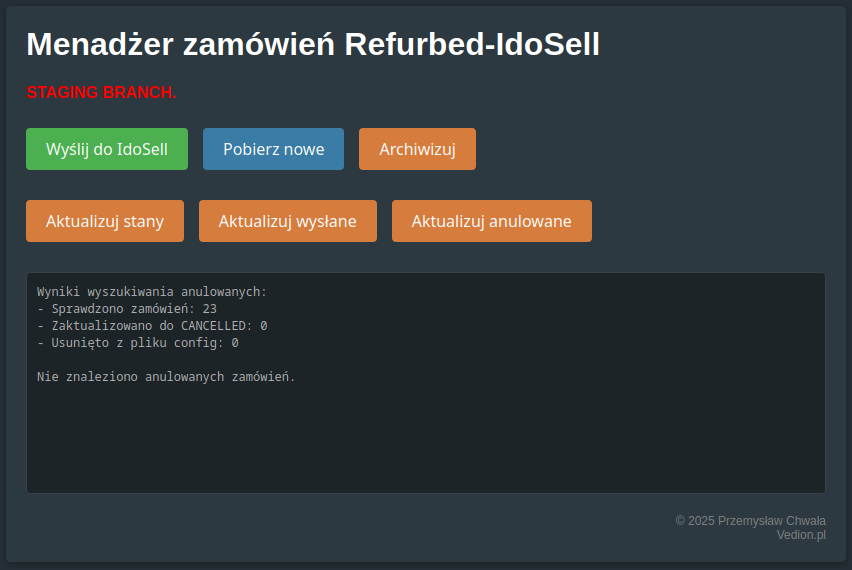 Menadżer zamówień Refurbed-IdoSell
STAGING BRANCH.
Wyślij do IdoSell
Pobierz nowe
Archiwizuj
Aktualizuj stany
Aktualizuj wysłane
Aktualizuj anulowane
Wyniki wyszukiwania anulowanych:
- Sprawdzono zamówień: 23
- Zaktualizowano do CANCELLED: 0
- Usunięto z pliku config: 0
Nie znaleziono anulowanych zamówień.
© 2025 Przemysław Chwała
Vedion.pl